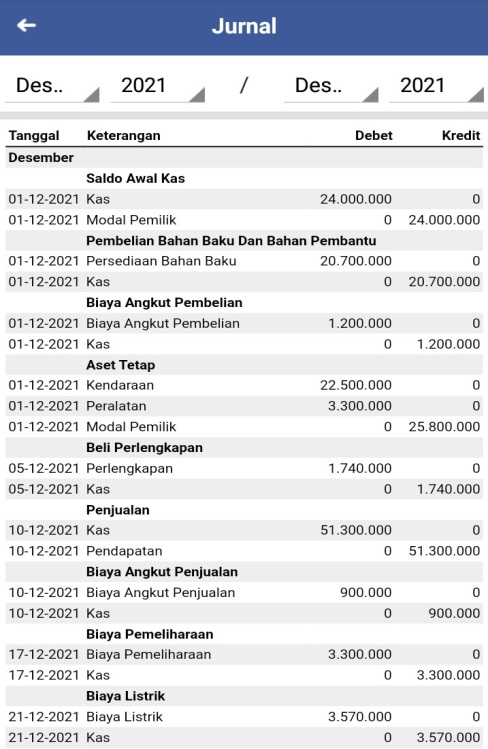 Jurnal
Des.. 2021 / Des.. 2021
Tanggal Keterangan Debet Kredit
Desember
Saldo Awal Kas
01-12-2021 Kas 24.000.000 0
01-12-2021 Modal Pemilik 0 24.000.000
Pembelian Bahan Baku Dan Bahan Pembantu
01-12-2021 Persediaan Bahan Baku 20.700.000 0
01-12-2021 Kas 0 20.700.000
Biaya Angkut Pembelian
01-12-2021 Biaya Angkut Pembelian 1.200.000 0
01-12-2021 Kas 0 1.200.000
Aset Tetap
01-12-2021 Kendaraan 22.500.000 0
01-12-2021 Peralatan 3.300.000 0
01-12-2021 Modal Pemilik 0 25.800.000
Beli Perlengkapan
05-12-2021 Perlengkapan 1.740.000 0
05-12-2021 Kas 0 1.740.000
Penjualan
10-12-2021 Kas 51.300.000 0
10-12-2021 Pendapatan 0 51.300.000
Biaya Angkut Penjualan
10-12-2021 Biaya Angkut Penjualan 900.000 0
10-12-2021 Kas 0 900.000
Biaya Pemeliharaan
17-12-2021 Biaya Pemeliharaan 3.300.000 0
17-12-2021 Kas 0 3.300.000
Biaya Listrik
21-12-2021 Biaya Listrik 3.570.000 0
21-12-2021 Kas 0 3.570.000